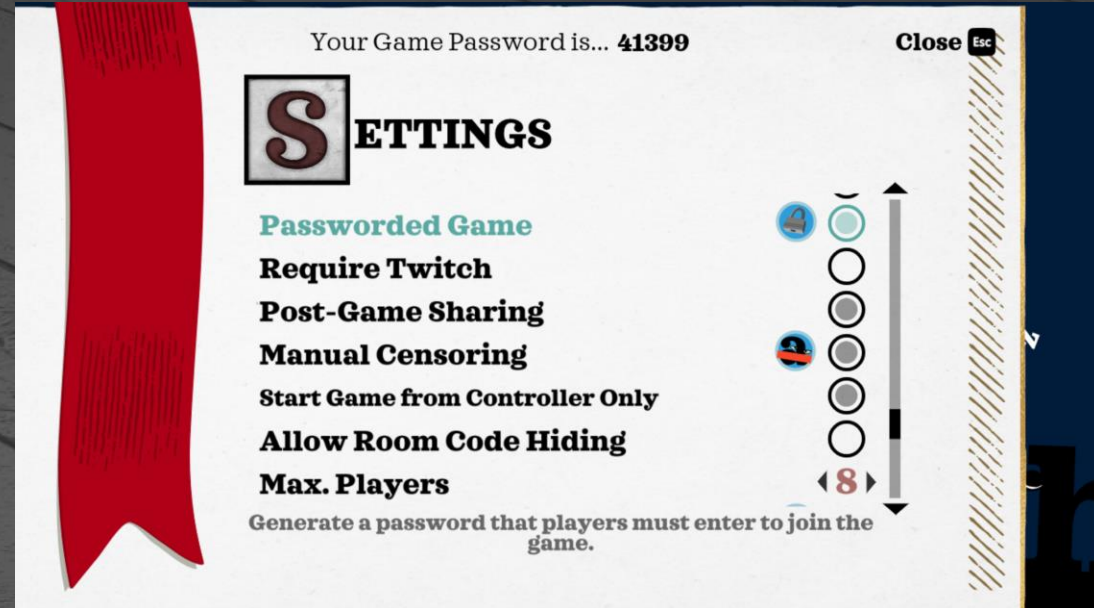 Your Game Password is... 41399
Close Esc
SETTINGS
Passworded Game
Require Twitch
Post-Game Sharing
Manual Censoring
Start Game from Controller Only
Allow Room Code Hiding
Max. Players 8
Generate a password that players must enter to join the
game.